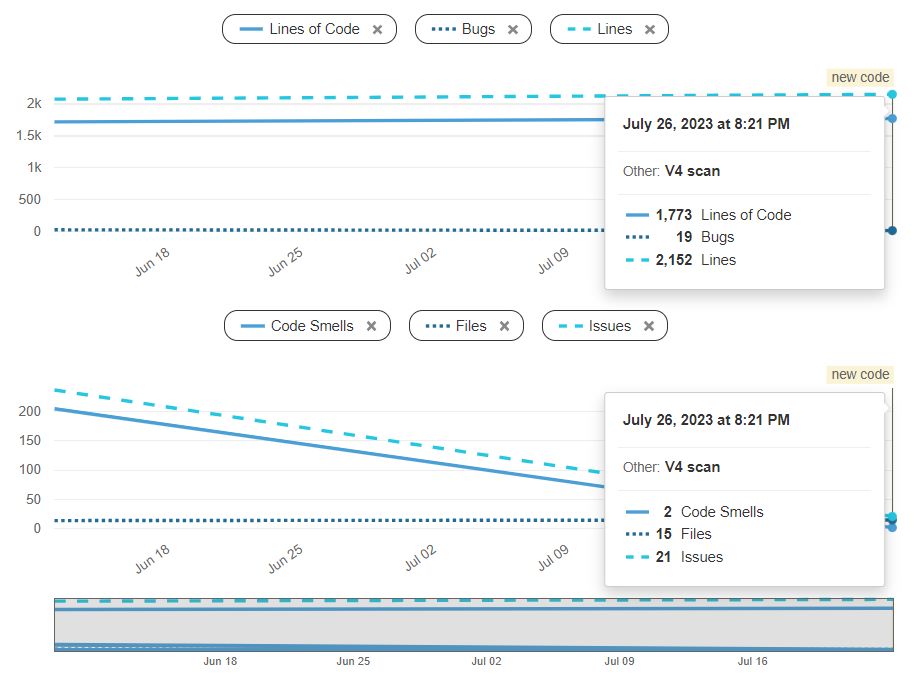 Lines of Code ×
Bugs ×
Lines ×
new code
2k
1.5k
1k
500
0
Jun 18
Jun 25
Jul 02
Jul 09
July 26, 2023 at 8:21 PM
Other: V4 scan
1,773 Lines of Code
19 Bugs
2,152 Lines
Code Smells ×
Files ×
Issues ×
new code
200
150
100
50
0
Jun 18
Jun 25
Jul 02
Jul 09
July 26, 2023 at 8:21 PM
Other: V4 scan
2 Code Smells
15 Files
21 Issues
Jun 18
Jun 25
Jul 02
Jul 09
Jul 16